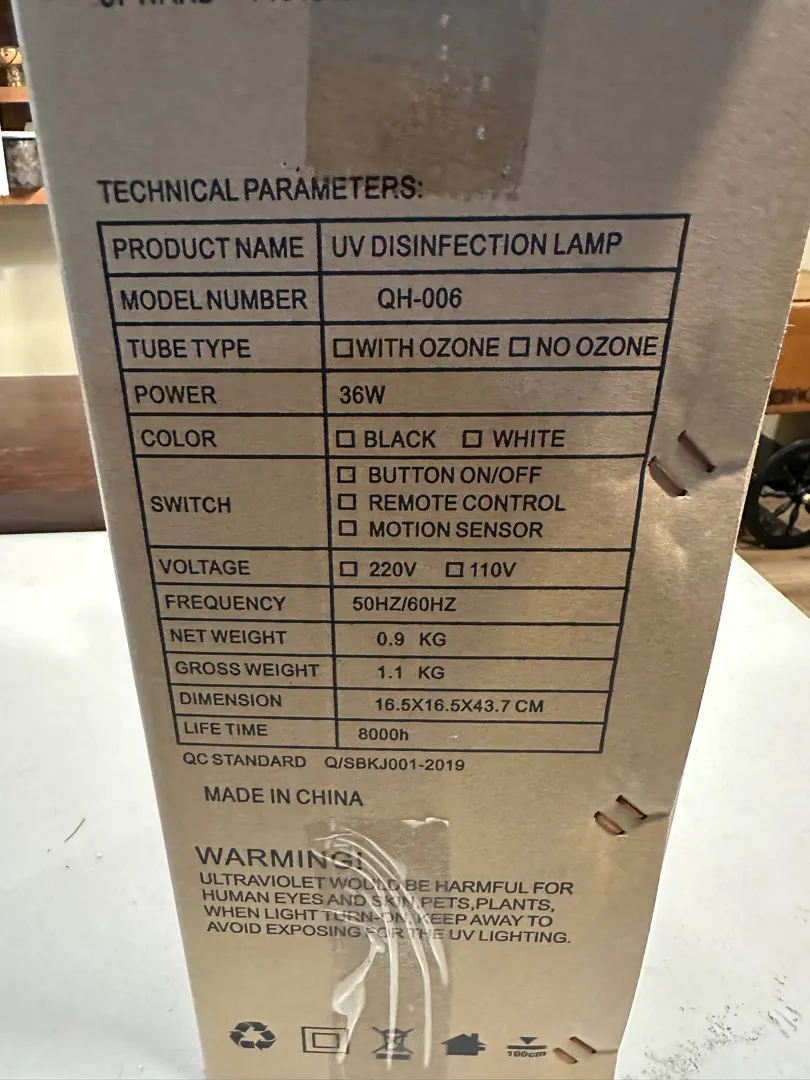 TECHNICAL PARAMETERS:
PRODUCT NAME UV DISINFECTION LAMP
MODEL NUMBER QH-006
TUBE TYPE ☐WITH OZONE ☐ NO OZONE
POWER 36W
COLOR ☐ BLACK ☐ WHITE
☐ BUTTON ON/OFF
SWITCH ☐ REMOTE CONTROL
☐ MOTION SENSOR
VOLTAGE ☐ 220V ☐ 110V
FREQUENCY 50HZ/60HZ
NET WEIGHT 0.9 KG
GROSS WEIGHT 1.1 KG
DIMENSION 16.5X16.5X43.7 CM
LIFE TIME 8000h
QC STANDARD Q/SBKJ001-2019
MADE IN CHINA
WARMING!
ULTRAVIOLET WOULD BE HARMFUL FOR
HUMAN EYES AND SKIN,PETS,PLANTS,
WHEN LIGHT TURN-ON, KEEP AWAY TO
AVOID EXPOSING FOR THE UV LIGHTING.
100cm